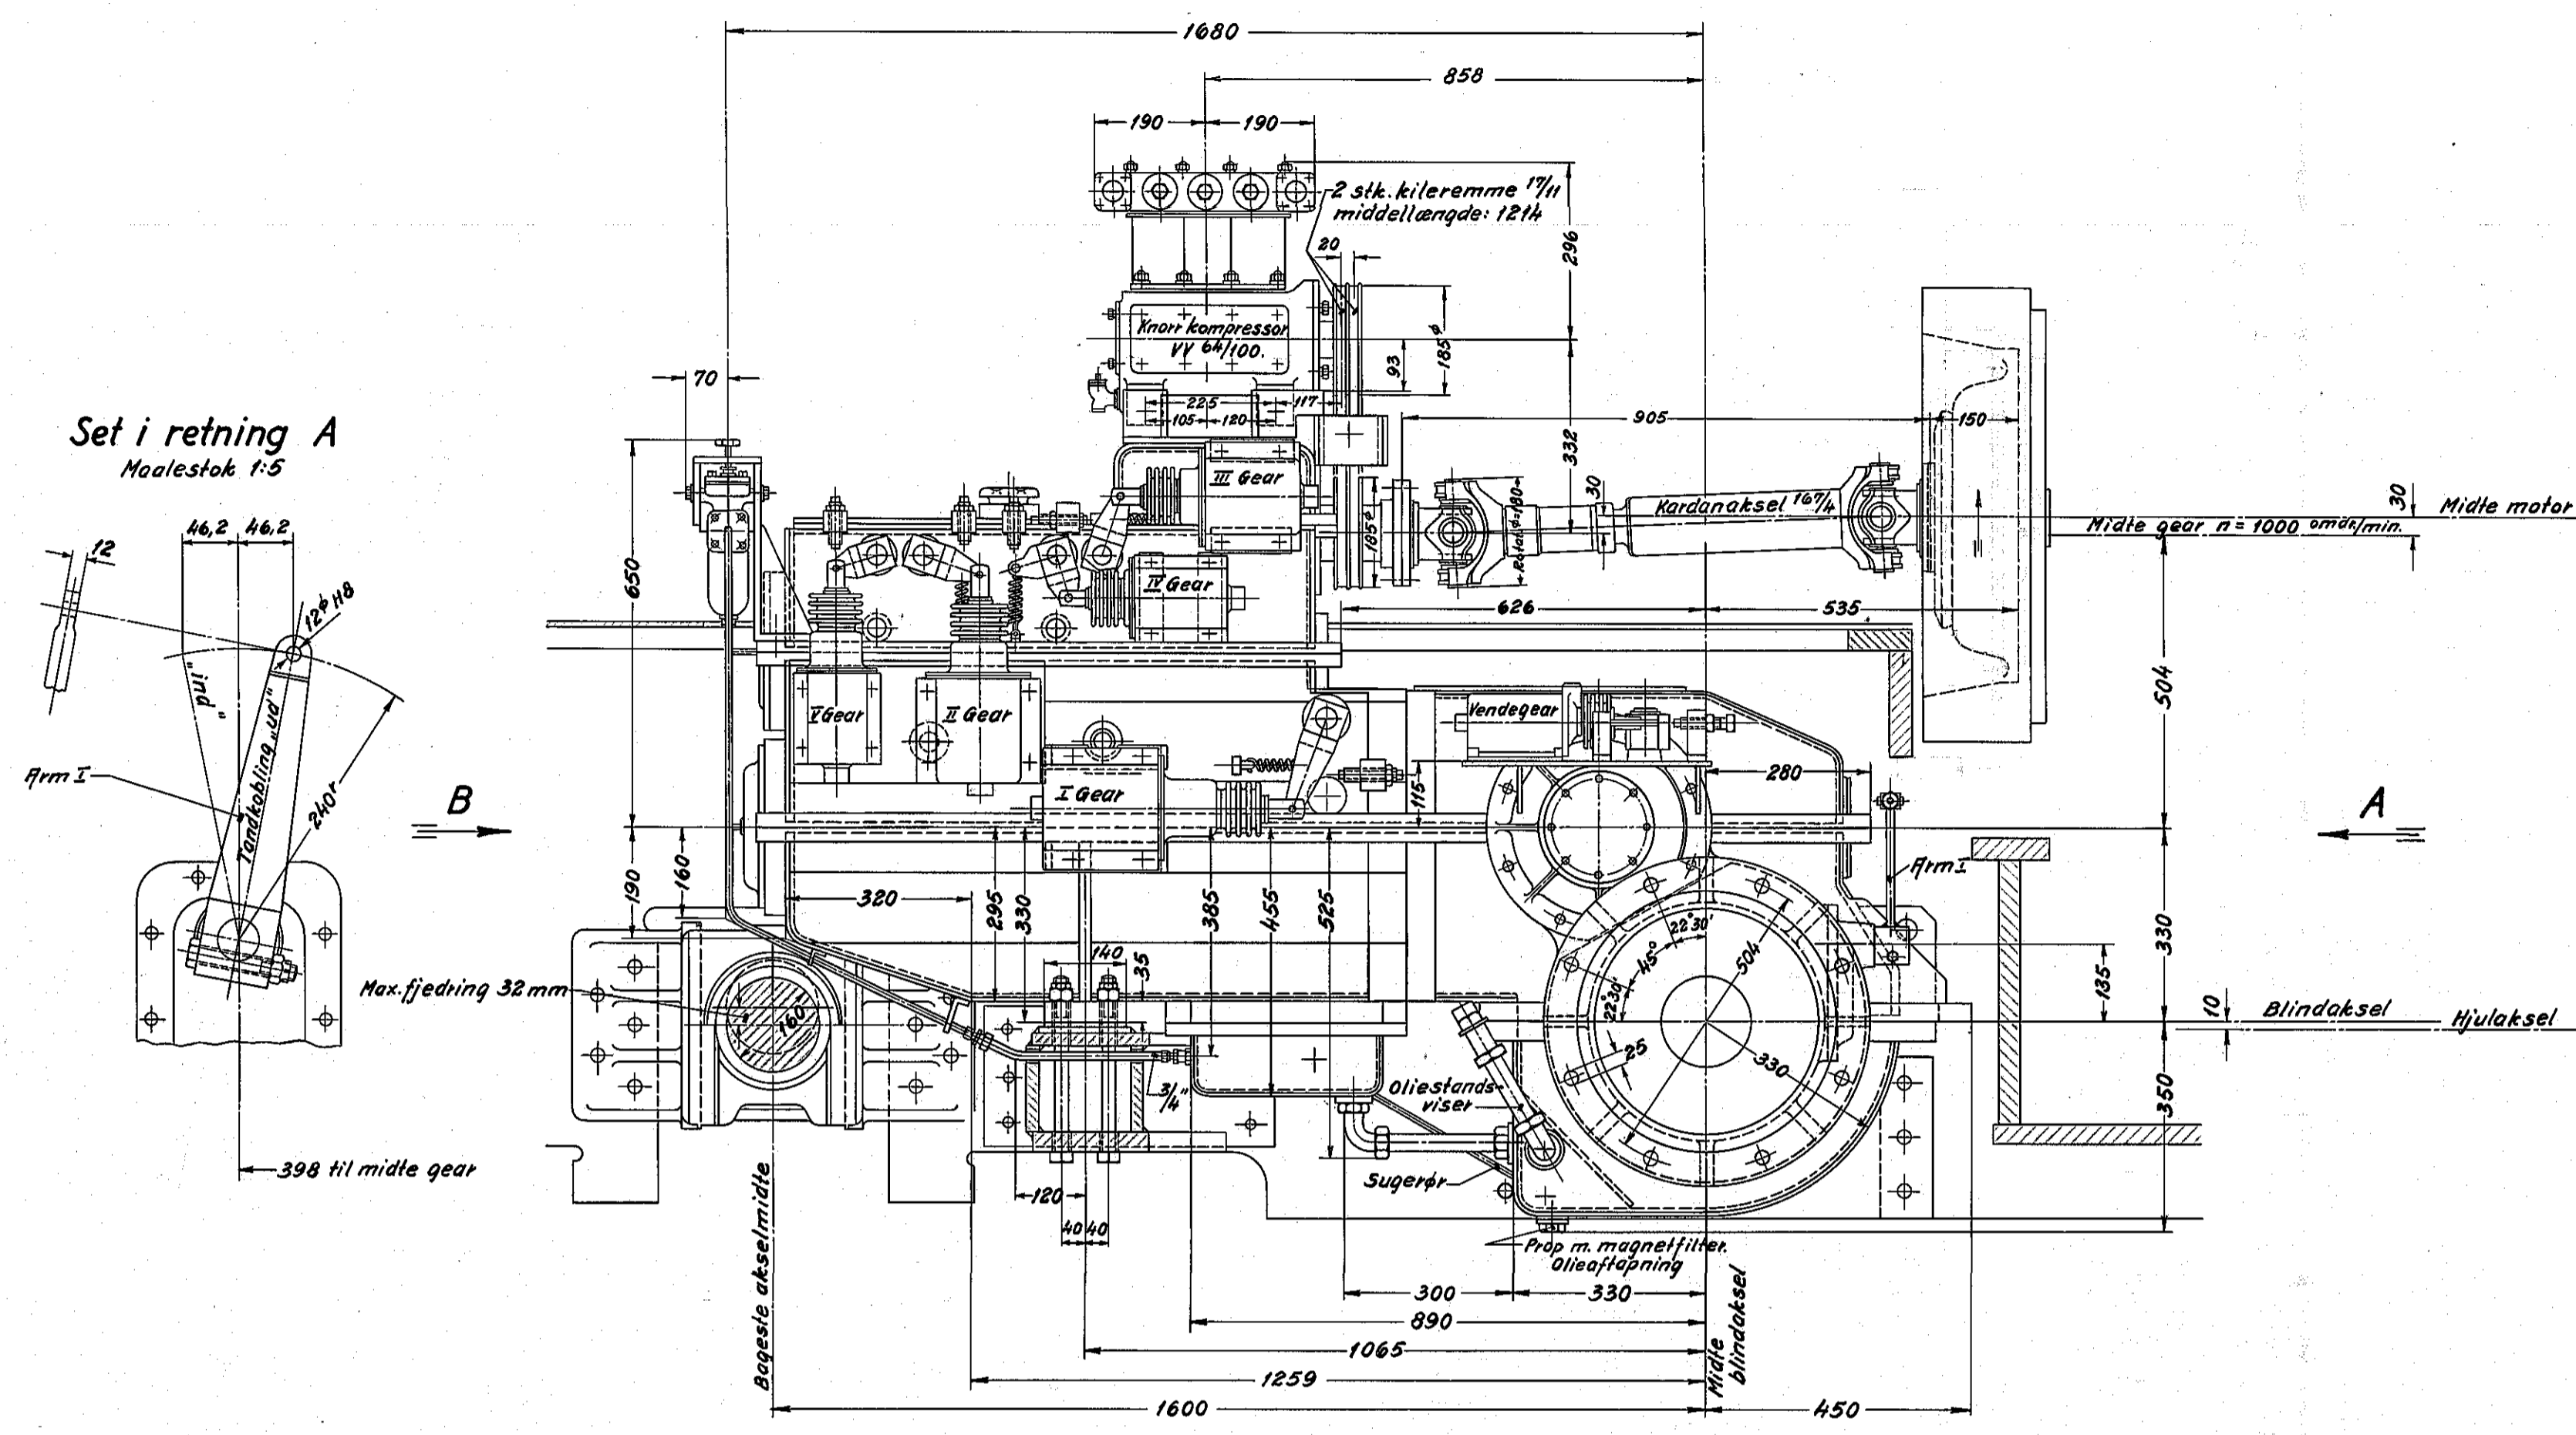 1680
858
190
190
2 stk. kileremme 17/11
middellængde: 1214
20
296
Knorr kompressor
VV 64/100.
93
185⌀
70
225
117
105
120
905
150
332
Set i retning A
Maalestok 1:5
III Gear
30
Kardanaksel 167/4
30
Midte motor
Midte gear n = 1000 omdr./min.
46,2
46,2
12
650
185⌀
Rotat.⌀=180
IV Gear
12⌀ H8
626
535
504
„ind”
Tandkobling „ud”
240r
Arm I
V Gear
II Gear
Vendegear
B
I Gear
115
280
A
190
160
320
295
330
385
455
525
22°30'
45°
504
22°30'
Arm I
330
135
140
35
Max. fjedring 32 mm
160
10
Blindaksel
Hjulaksel
25
330
350
3/4"
Oliestands-
viser
398 til midte gear
Sugerør
120
40
40
Prop m. magnetfilter.
Olieaftapning
300
330
890
1065
1259
1600
450
Bageste akselmidte
Midte
blindaksel